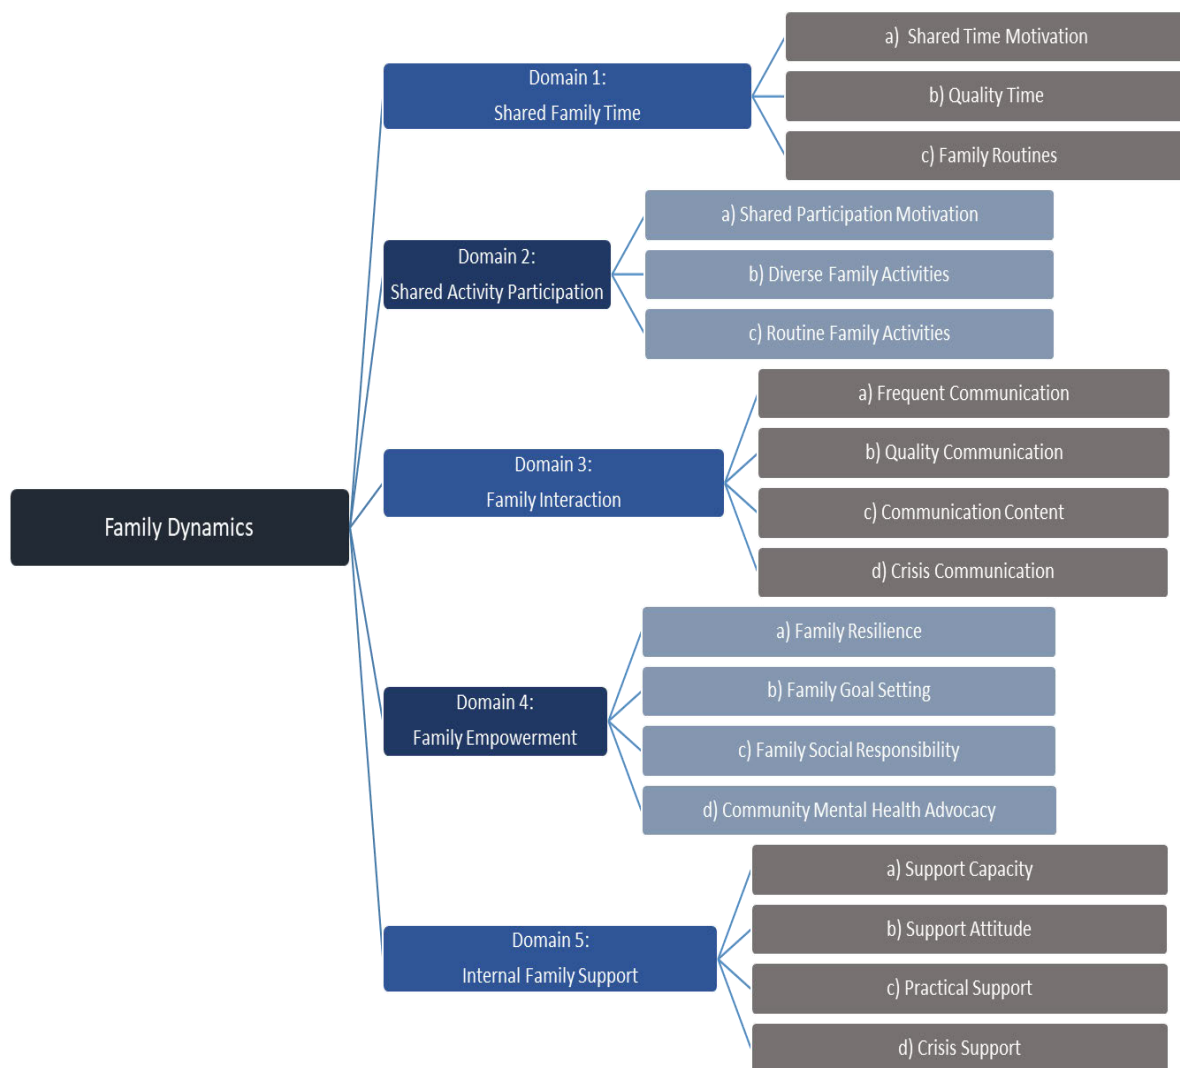 Family Dynamics
Domain 1:
Shared Family Time
a) Shared Time Motivation
b) Quality Time
c) Family Routines
Domain 2:
Shared Activity Participation
a) Shared Participation Motivation
b) Diverse Family Activities
c) Routine Family Activities
Domain 3:
Family Interaction
a) Frequent Communication
b) Quality Communication
c) Communication Content
d) Crisis Communication
Domain 4:
Family Empowerment
a) Family Resilience
b) Family Goal Setting
c) Family Social Responsibility
d) Community Mental Health Advocacy
Domain 5:
Internal Family Support
a) Support Capacity
b) Support Attitude
c) Practical Support
d) Crisis Support